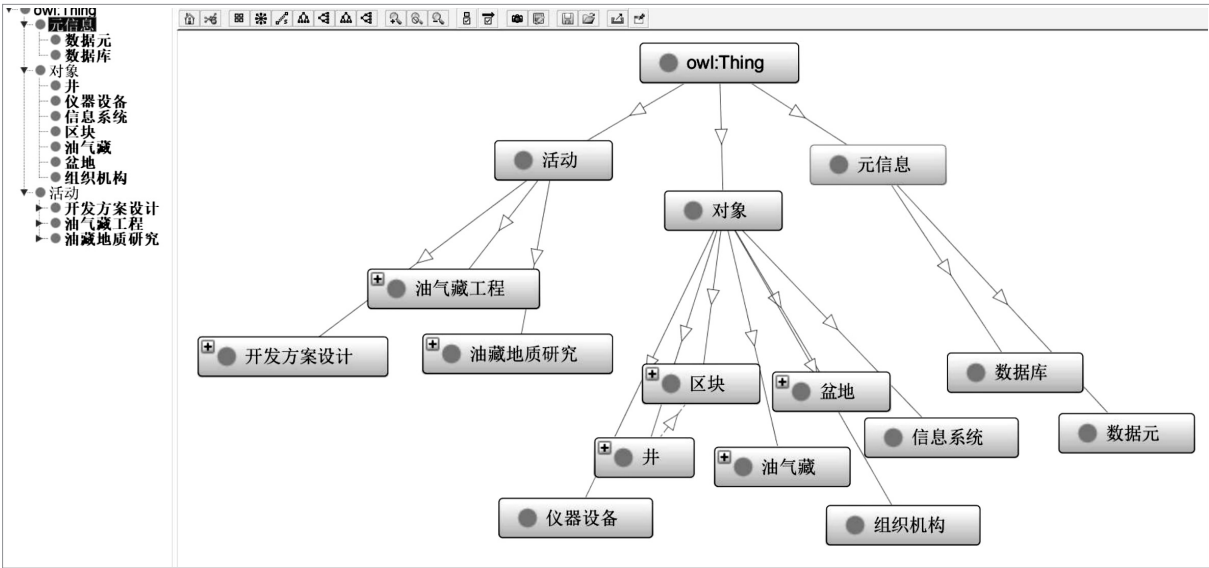 owl:Thing
元信息
数据元
数据库
对象
井
仪器设备
信息系统
区块
油气藏
盆地
组织机构
活动
开发方案设计
油气藏工程
油藏地质研究
owl:Thing
活动
元信息
对象
油气藏工程
开发方案设计
油藏地质研究
区块
盆地
数据库
信息系统
数据元
井
油气藏
仪器设备
组织机构